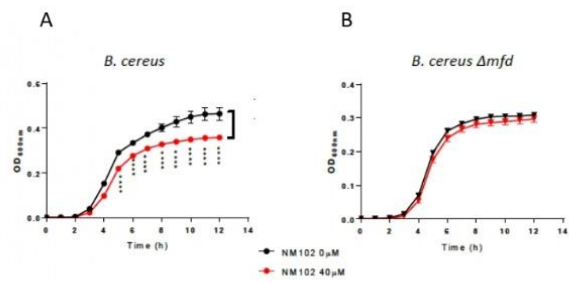 A
B
B. cereus
B. cereus Δmfd
0.6
0.4
0.2
0.0
OD600nm
0 2 4 6 8 10 12 14
Time (h)
0.4
0.3
0.2
0.1
0.0
OD600nm
0 2 4 6 8 10 12 14
Time (h)
NM102 0μM
NM102 40μM